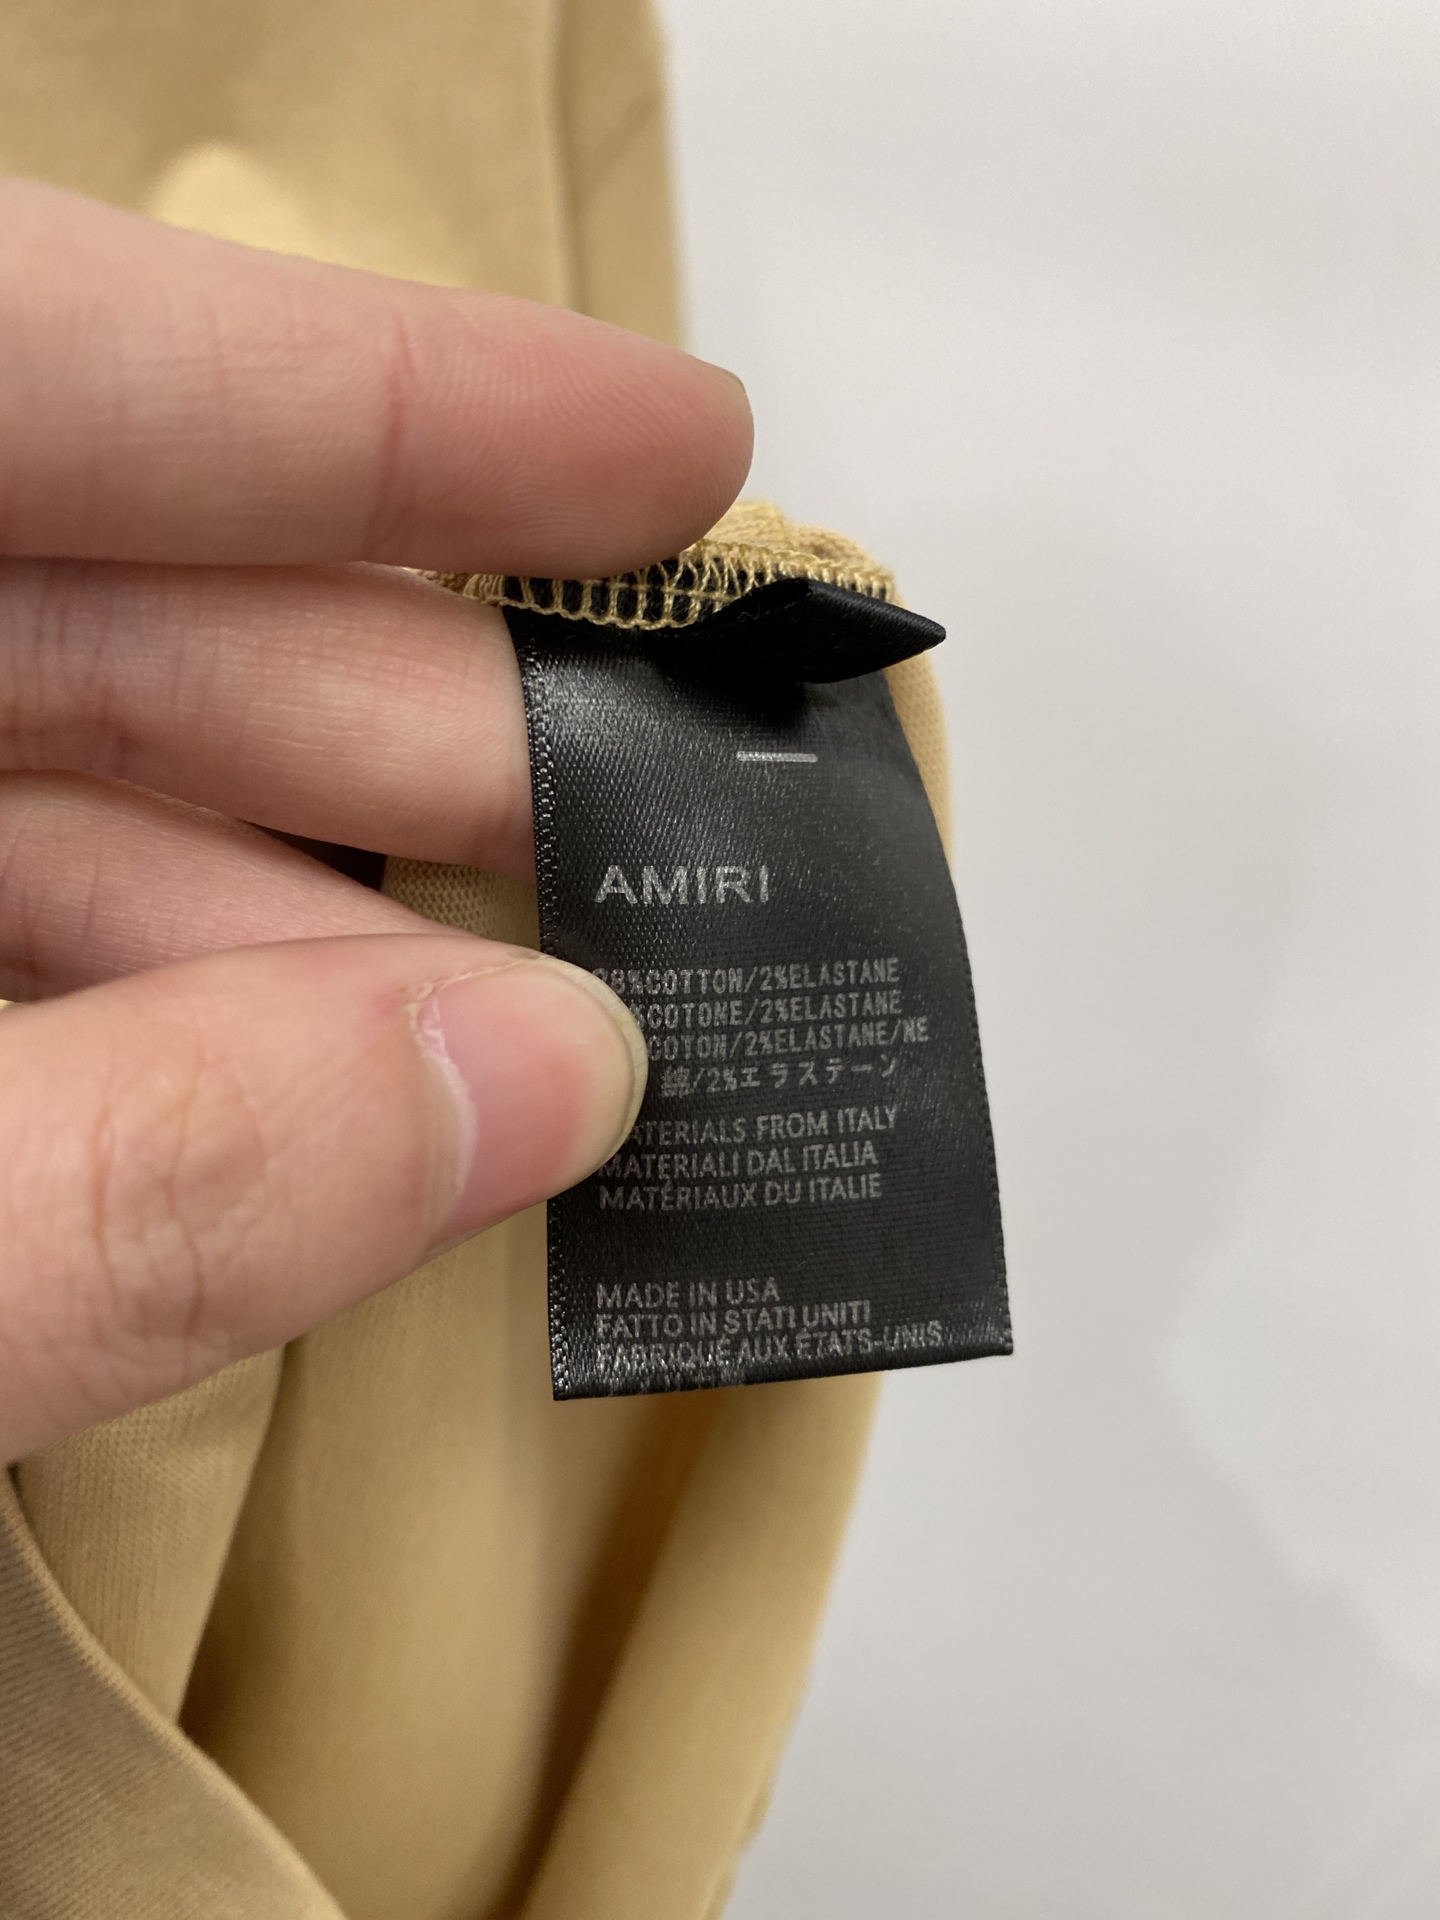 AMIRI
98%COTTON/2%ELASTANE
%COTONE/2%ELASTANE
COTON/2%ELASTANE/NE
綿/2%エラステーン
MATERIALS FROM ITALY
MATERIALI DAL ITALIA
MATÉRIAUX DU ITALIE
MADE IN USA
FATTO IN STATI UNITI
FABRIQUÉ AUX ÉTATS-UNIS